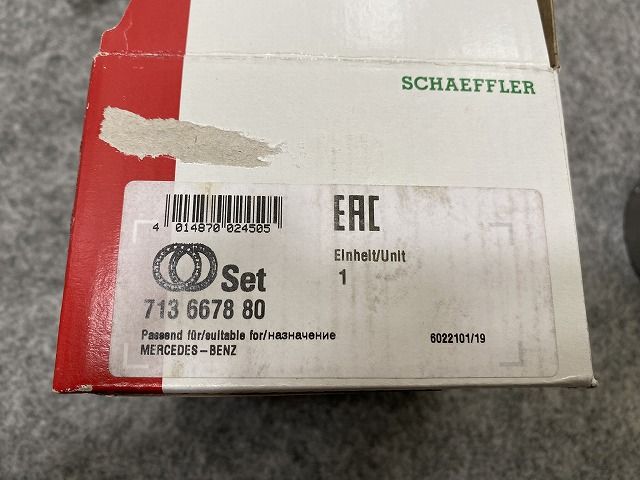 SCHAEFFLER
4 014870 024505
EAC
Set
Einheit/Unit
1
713 6678 80
Passend für/suitable for/назначение
MERCEDES-BENZ
6022101/19